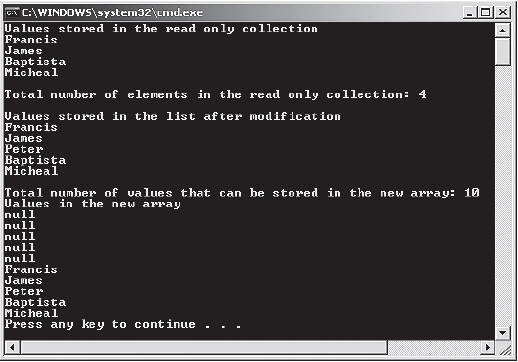 C:\WINDOWS\system32\cmd.exe
Values stored in the read only collection
Francis
James
Baptista
Micheal
Total number of elements in the read only collection: 4
Values stored in the list after modification
Francis
James
Peter
Baptista
Micheal
Total number of values that can be stored in the new array: 10
Values in the new array
null
null
null
null
null
Francis
James
Peter
Baptista
Micheal
Press any key to continue . . .